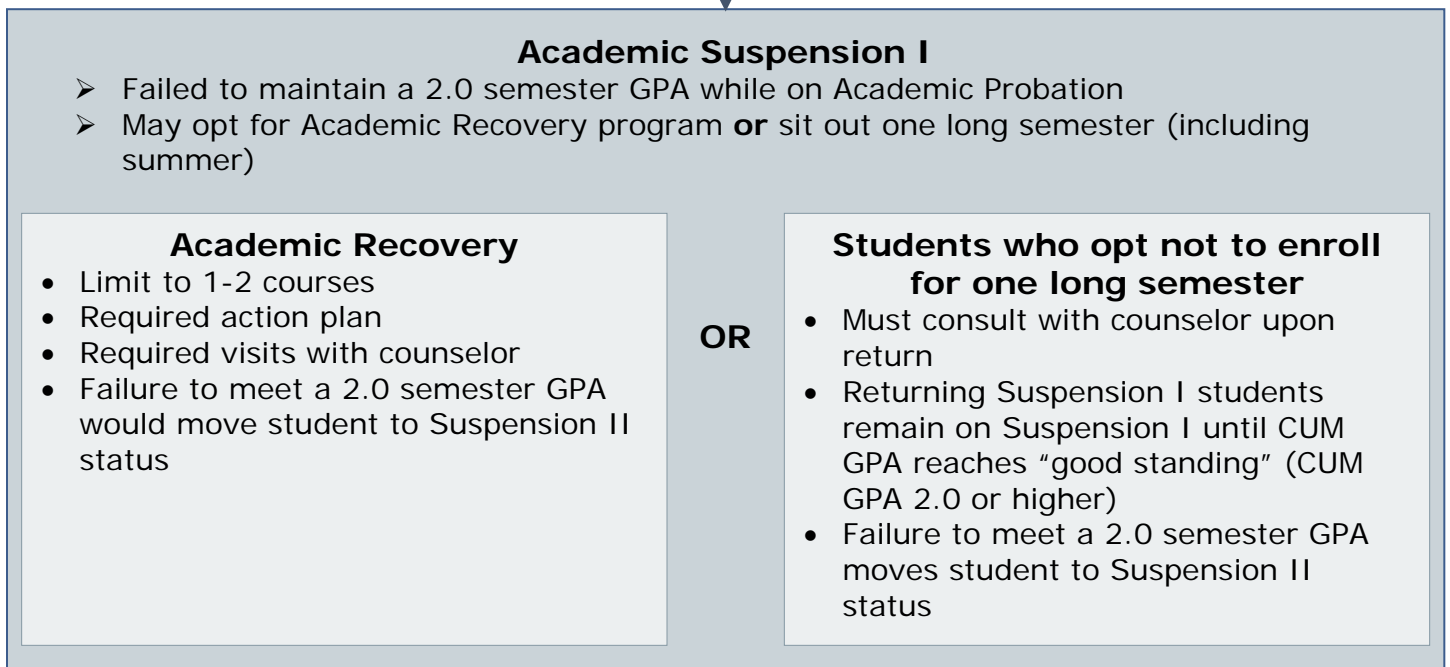 Academic Suspension I
➢ Failed to maintain a 2.0 semester GPA while on Academic Probation
➢ May opt for Academic Recovery program or sit out one long semester (including
summer)
Academic Recovery
• Limit to 1-2 courses
• Required action plan
• Required visits with counselor
• Failure to meet a 2.0 semester GPA
would move student to Suspension II
status
OR
Students who opt not to enroll
for one long semester
• Must consult with counselor upon
return
• Returning Suspension I students
remain on Suspension I until CUM
GPA reaches “good standing” (CUM
GPA 2.0 or higher)
• Failure to meet a 2.0 semester GPA
moves student to Suspension II
status